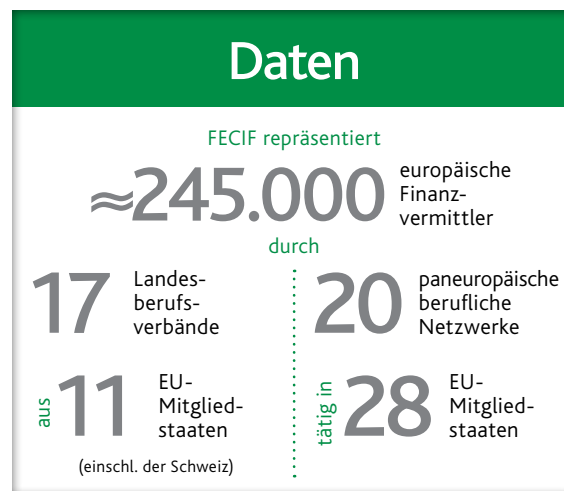 Daten
FECIF repräsentiert
≈245.000
europäische
Finanz-
vermittler
durch
17
Landes-
berufs-
verbände
aus
11
EU-
Mitglied-
staaten
(einschl. der Schweiz)
20
paneuropäische
berufliche
Netzwerke
tätig in
28
EU-
Mitglied-
staaten